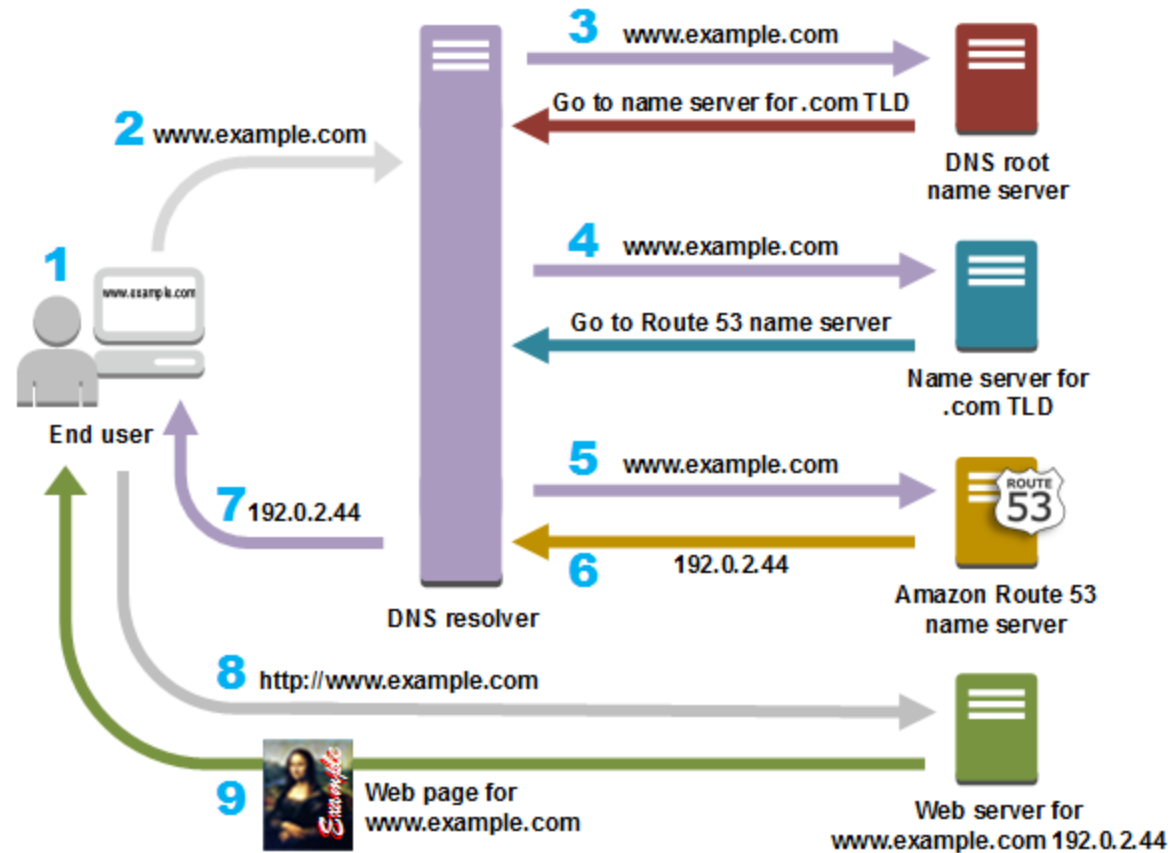 3 www.example.com
Go to name server for .com TLD
DNS root
name server
2 www.example.com
1
www.example.com
End user
4 www.example.com
Go to Route 53 name server
Name server for
.com TLD
5 www.example.com
ROUTE
53
6 192.0.2.44
Amazon Route 53
name server
7 192.0.2.44
DNS resolver
8 http://www.example.com
9
Example
Web page for
www.example.com
Web server for
www.example.com 192.0.2.44